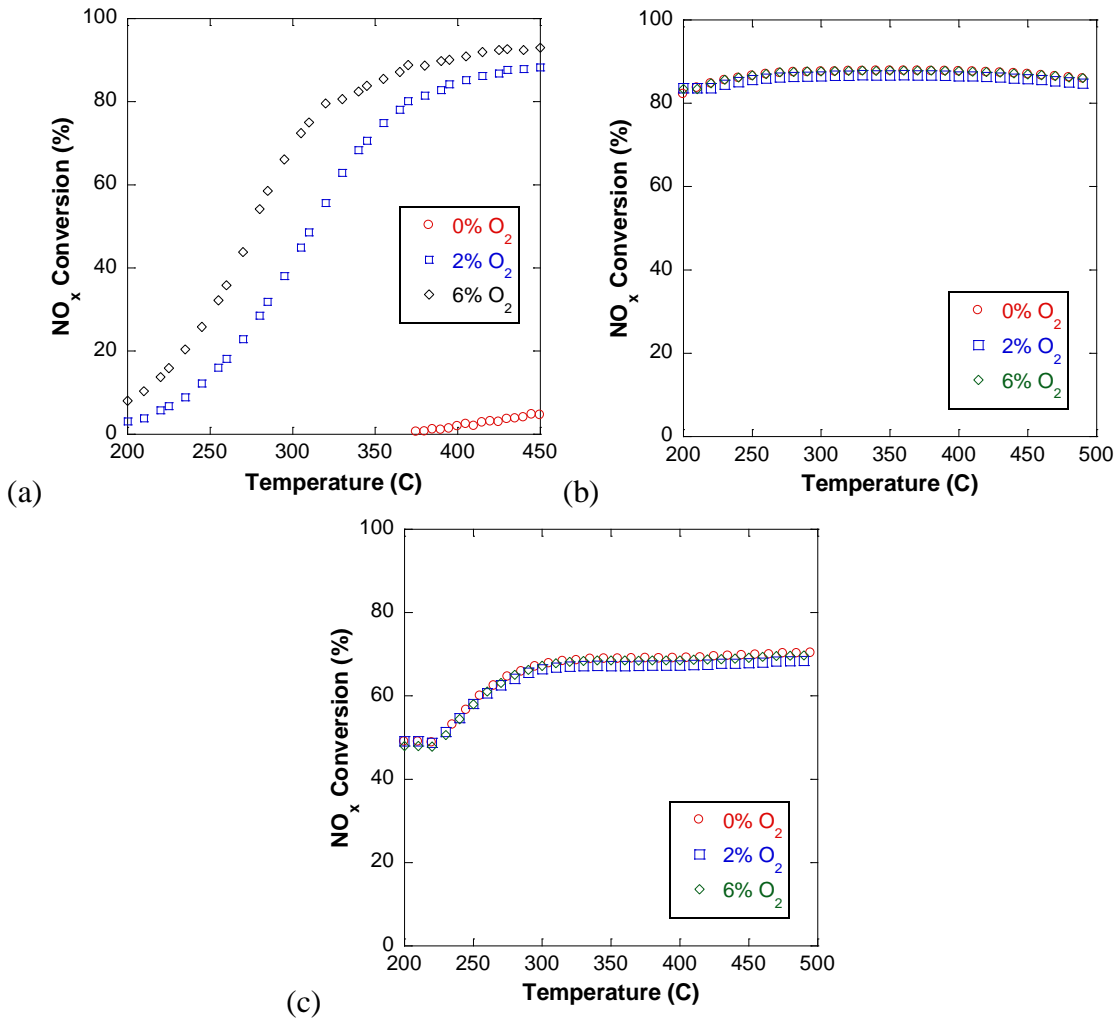 100
80
60
40
20
0
NOx Conversion (%)
0% O2
2% O2
6% O2
200 250 300 350 400 450
Temperature (C)
(a)
100
80
60
40
20
0
NOx Conversion (%)
0% O2
2% O2
6% O2
200 250 300 350 400 450 500
Temperature (C)
(b)
100
80
60
40
20
0
NOx Conversion (%)
0% O2
2% O2
6% O2
200 250 300 350 400 450 500
Temperature (C)
(c)